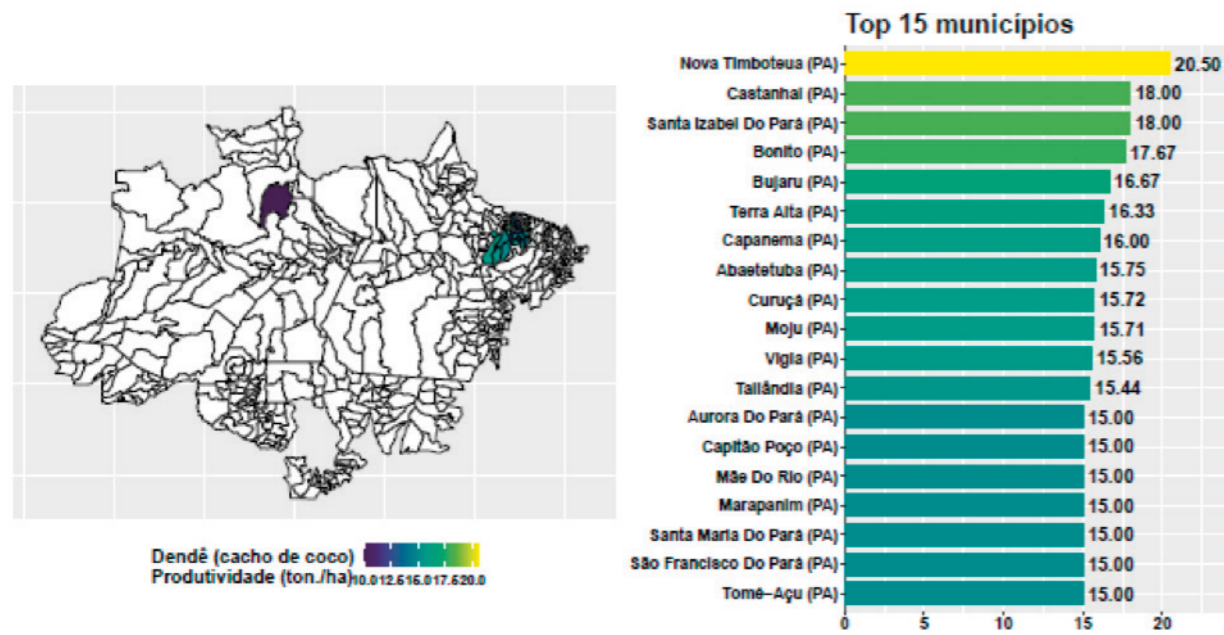 Top 15 municípios
Nova Timboteua (PA) 20.50
Castanhal (PA) 18.00
Santa Izabel Do Pará (PA) 18.00
Bonito (PA) 17.67
Bujaru (PA) 16.67
Terra Alta (PA) 16.33
Capanema (PA) 16.00
Abaetetuba (PA) 15.75
Curuçá (PA) 15.72
Moju (PA) 15.71
Vigia (PA) 15.56
Tailândia (PA) 15.44
Aurora Do Pará (PA) 15.00
Capitão Poço (PA) 15.00
Mãe Do Rio (PA) 15.00
Marapanim (PA) 15.00
Santa Maria Do Pará (PA) 15.00
São Francisco Do Pará (PA) 15.00
Tomé-Açu (PA) 15.00
0 5 10 15 20
Dendê (cacho de coco)
Produtividade (ton./ha) 10.0 12.5 15.0 17.5 20.0